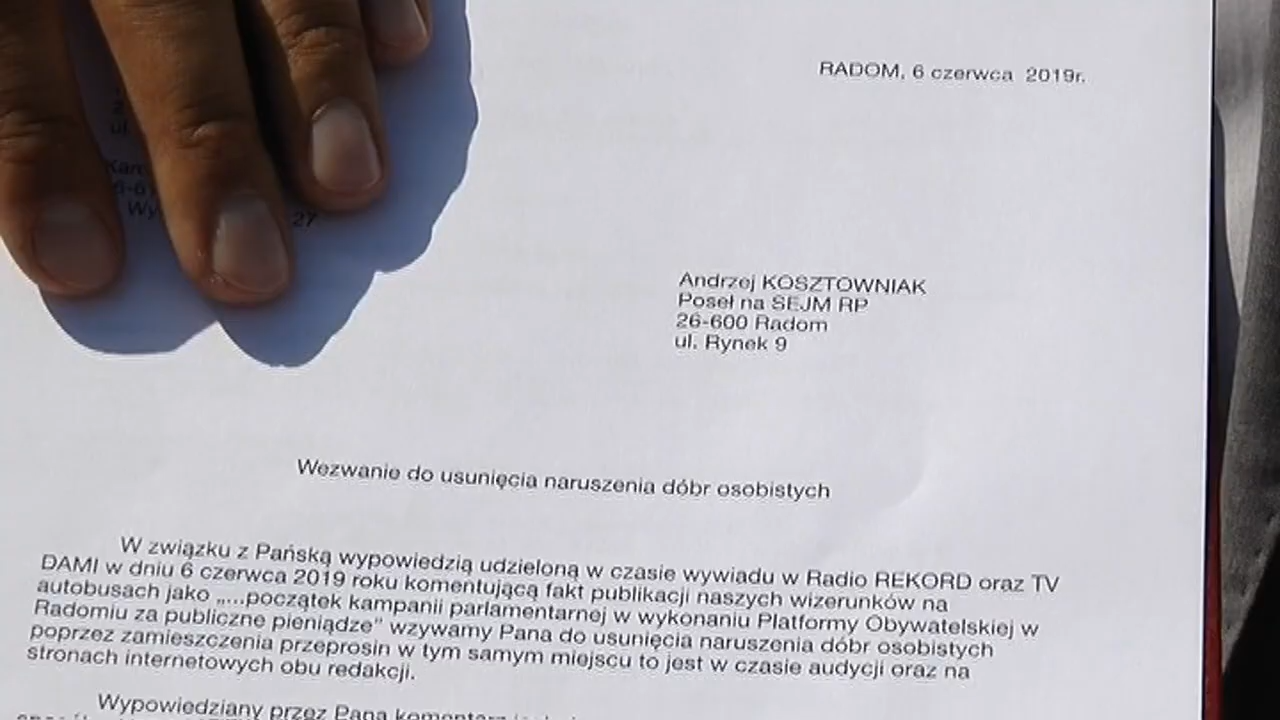 RADOM, 6 czerwca 2019r.
ul.
27
Andrzej KOSZTOWNIAK
Poseł na SEJM RP
26-600 Radom
ul. Rynek 9
Wezwanie do usunięcia naruszenia dóbr osobistych
W związku z Pańską wypowiedzią udzieloną w czasie wywiadu w Radio REKORD oraz TV
DAMI w dniu 6 czerwca 2019 roku komentującą fakt publikacji naszych wizerunków na
autobusach jako „...początek kampanii parlamentarnej w wykonaniu Platformy Obywatelskiej w
Radomiu za publiczne pieniądze” wzywamy Pana do usunięcia naruszenia dóbr osobistych
poprzez zamieszczenia przeprosin w tym samym miejscu to jest w czasie audycji oraz na
stronach internetowych obu redakcji.
Wypowiedziany przez Pana komentarz